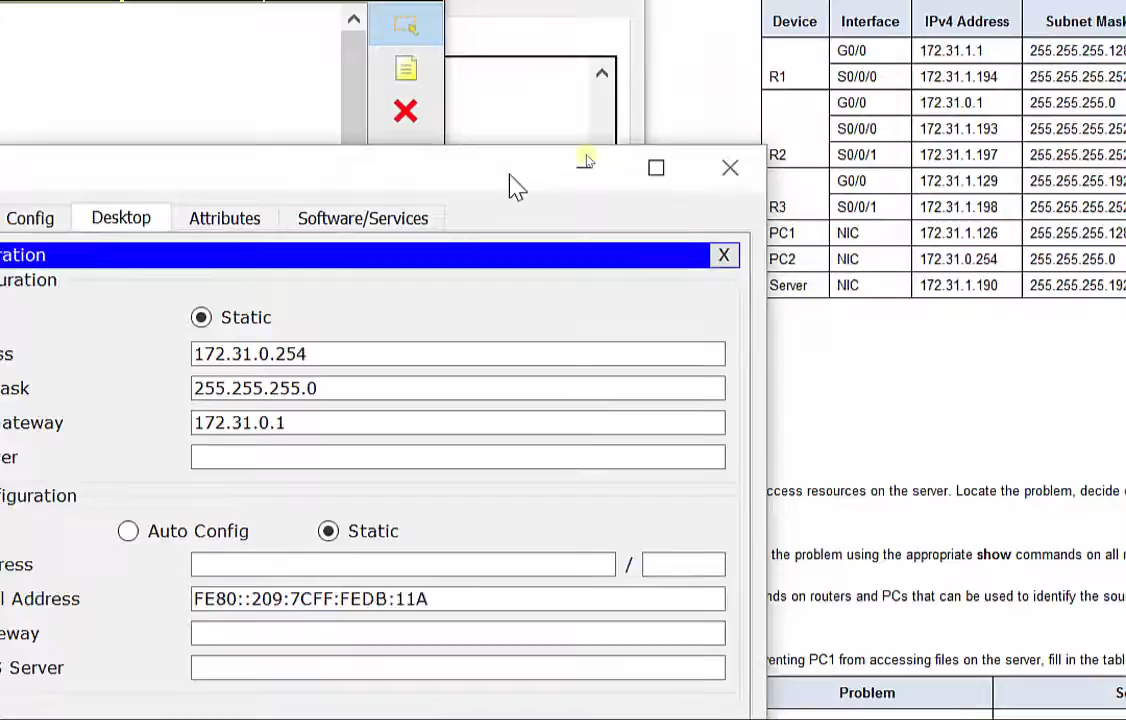 Device Interface IPv4 Address Subnet Mask
G0/0 172.31.1.1 255.255.255.128
R1 S0/0/0 172.31.1.194 255.255.255.252
G0/0 172.31.0.1 255.255.255.0
S0/0/0 172.31.1.193 255.255.255.252
R2 S0/0/1 172.31.1.197 255.255.255.252
G0/0 172.31.1.129 255.255.255.192
R3 S0/0/1 172.31.1.198 255.255.255.252
PC1 NIC 172.31.1.126 255.255.255.128
PC2 NIC 172.31.0.254 255.255.255.0
Server NIC 172.31.1.190 255.255.255.192
Config Desktop Attributes Software/Services
ration X
uration
Static
ss 172.31.0.254
ask 255.255.255.0
ateway 172.31.0.1
er
figuration
Auto Config Static
ress /
l Address FE80::209:7CFF:FEDB:11A
eway
S Server
ccess resources on the server. Locate the problem, decide
the problem using the appropriate show commands on all
nds on routers and PCs that can be used to identify the sou
enting PC1 from accessing files on the server, fill in the tabl
Problem S